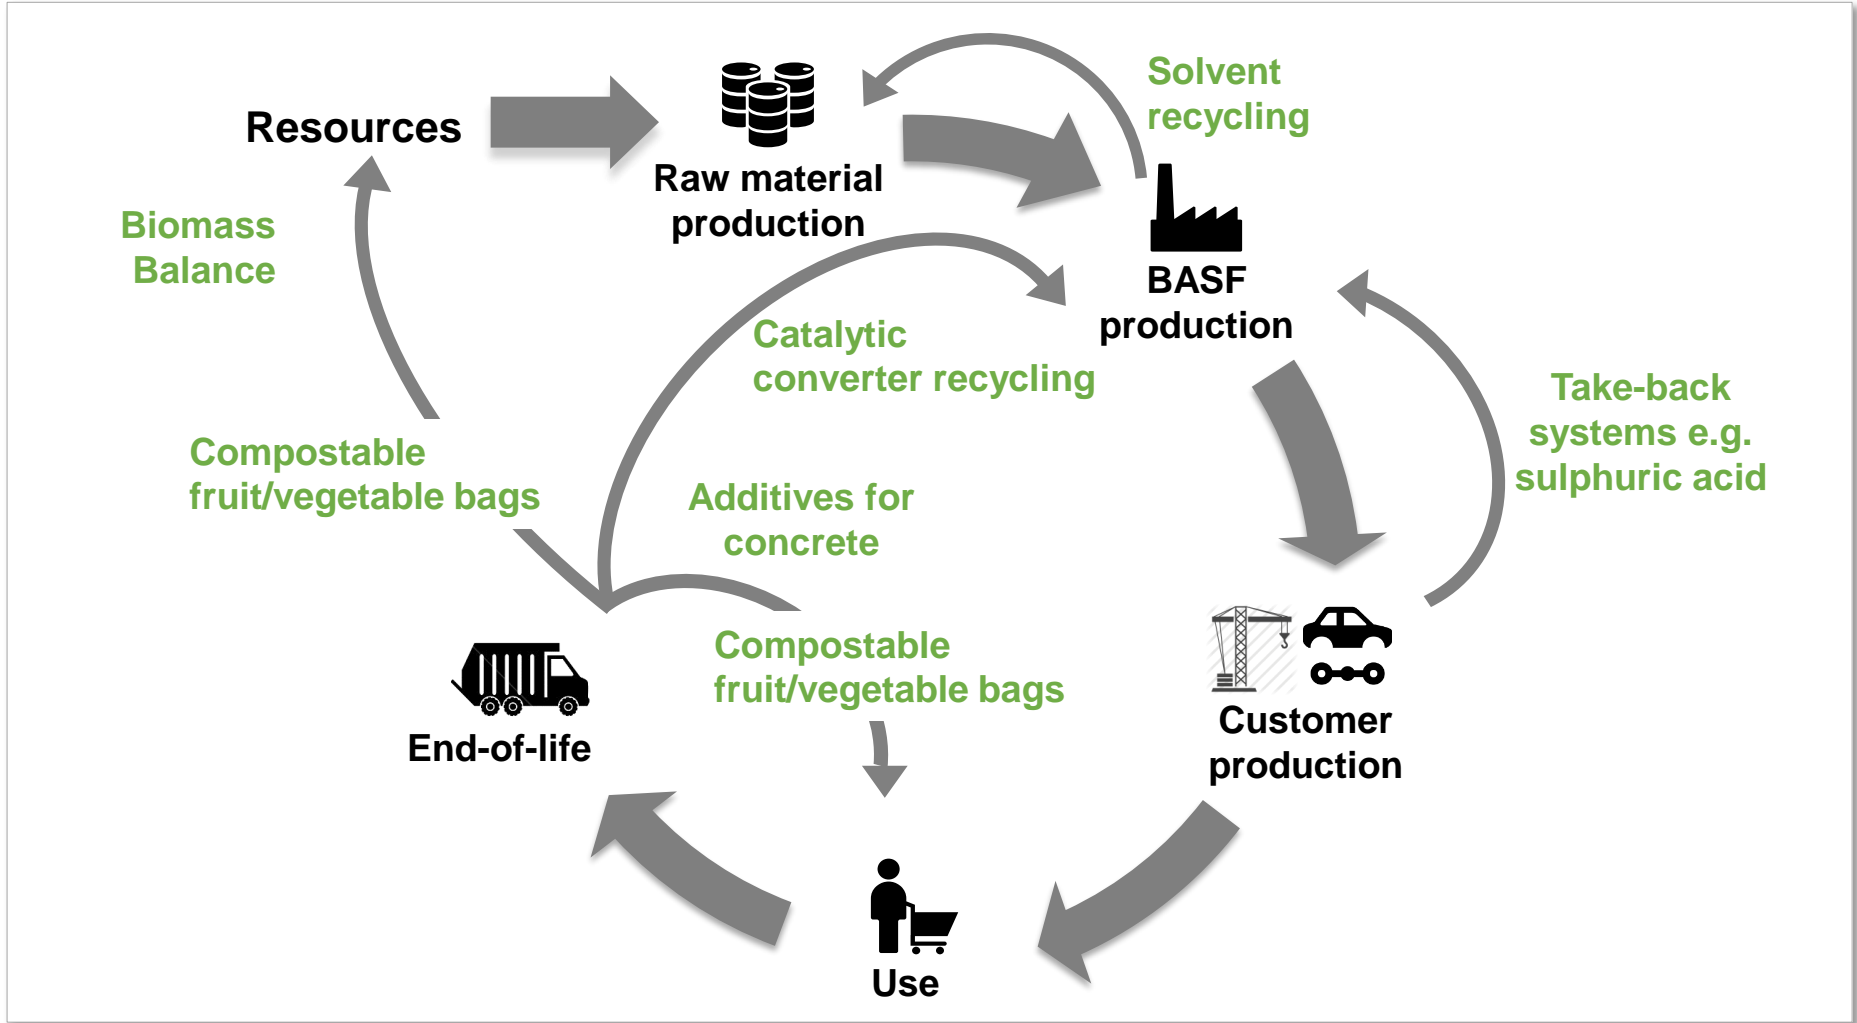 Solvent
recycling
Resources
Raw material
production
Biomass
Balance
BASF
production
Catalytic
converter recycling
Take-back
systems e.g.
sulphuric acid
Compostable
fruit/vegetable bags
Additives for
concrete
Compostable
fruit/vegetable bags
End-of-life
Customer
production
Use